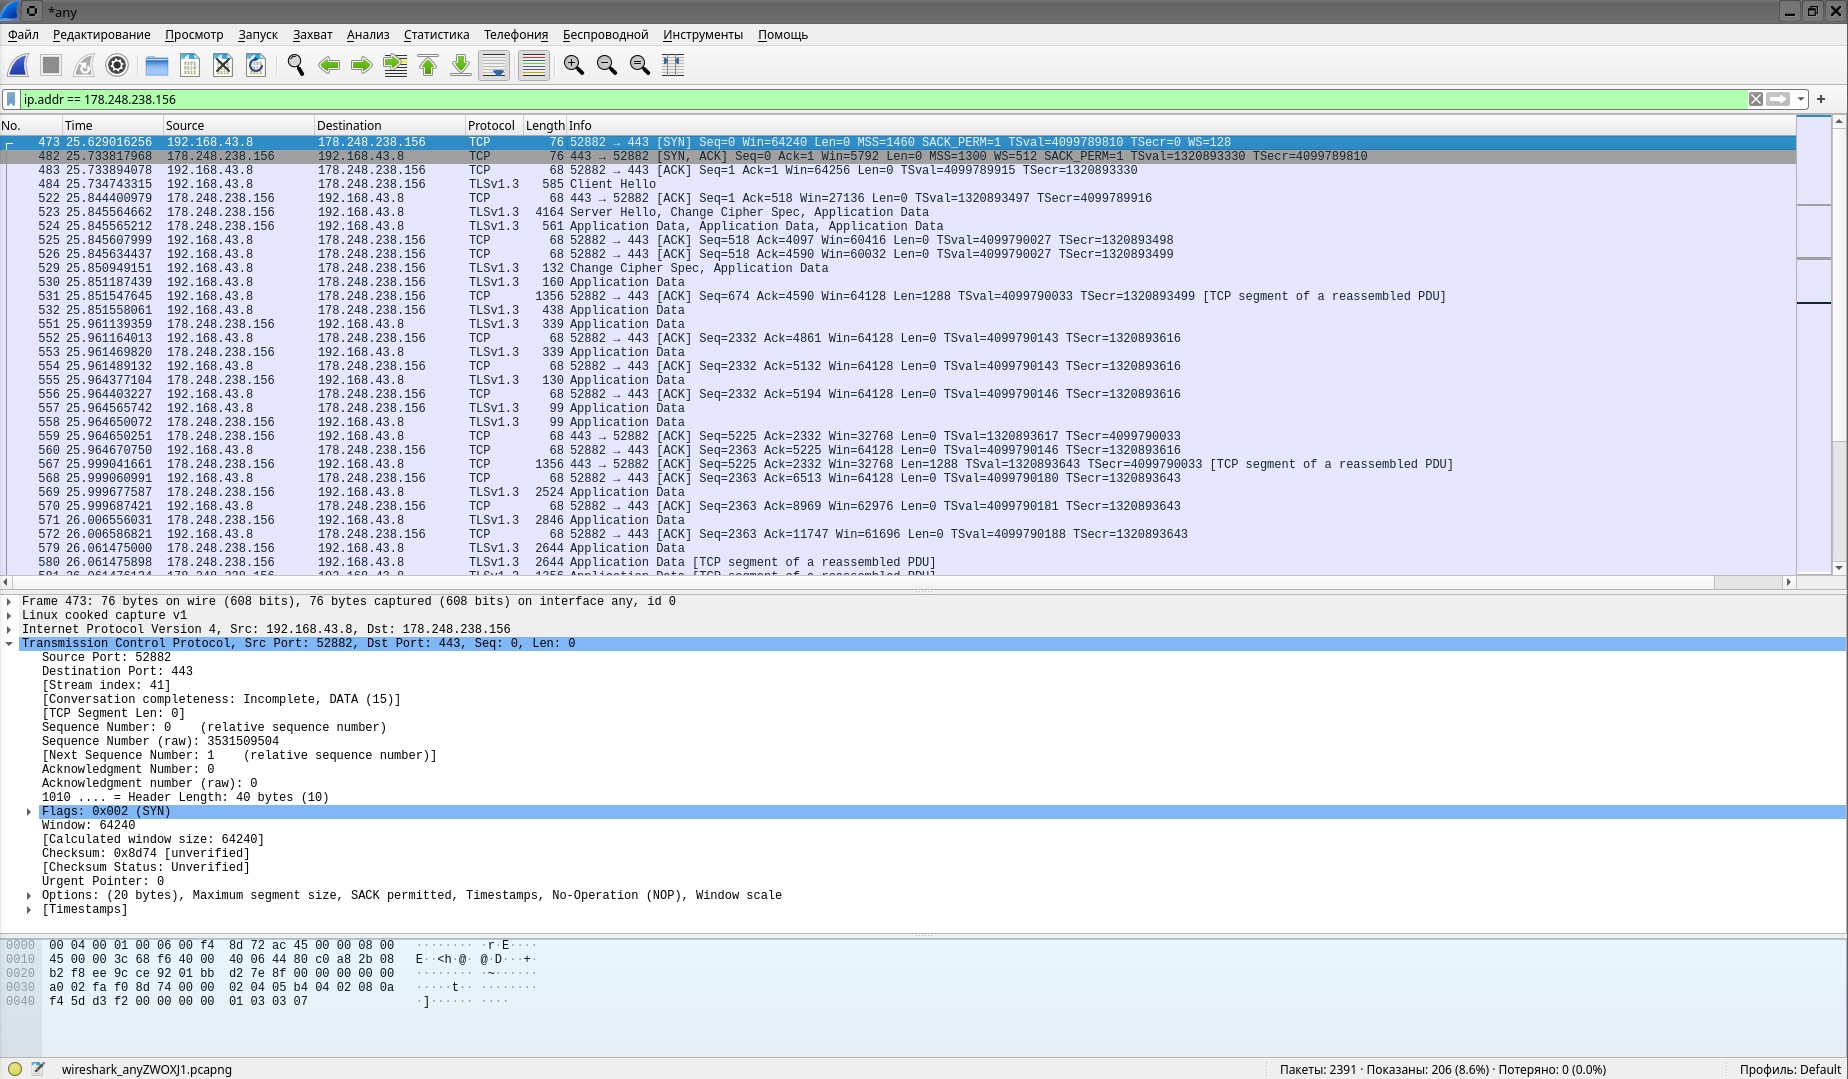 *any
Файл Редактирование Просмотр Запуск Захват Анализ Статистика Телефония Беспроводной Инструменты Помощь
ip.addr == 178.248.238.156
No. Time Source Destination Protocol Length Info
473 25.629016256 192.168.43.8 178.248.238.156 TCP 76 52882 → 443 [SYN] Seq=0 Win=64240 Len=0 MSS=1460 SACK_PERM=1 TSval=4099789810 TSecr=0 WS=128
482 25.733817968 178.248.238.156 192.168.43.8 TCP 76 443 → 52882 [SYN, ACK] Seq=0 Ack=1 Win=5792 Len=0 MSS=1300 WS=512 SACK_PERM=1 TSval=1320893330 TSecr=4099789810
483 25.733894078 192.168.43.8 178.248.238.156 TCP 68 52882 → 443 [ACK] Seq=1 Ack=1 Win=64256 Len=0 TSval=4099789915 TSecr=1320893330
484 25.734743315 192.168.43.8 178.248.238.156 TLSv1.3 585 Client Hello
522 25.844400979 178.248.238.156 192.168.43.8 TCP 68 443 → 52882 [ACK] Seq=1 Ack=518 Win=27136 Len=0 TSval=1320893497 TSecr=4099789916
523 25.845564662 178.248.238.156 192.168.43.8 TLSv1.3 4164 Server Hello, Change Cipher Spec, Application Data
524 25.845565212 178.248.238.156 192.168.43.8 TLSv1.3 561 Application Data, Application Data, Application Data
525 25.845607999 192.168.43.8 178.248.238.156 TCP 68 52882 → 443 [ACK] Seq=518 Ack=4097 Win=60416 Len=0 TSval=4099790027 TSecr=1320893498
526 25.845634437 192.168.43.8 178.248.238.156 TCP 68 52882 → 443 [ACK] Seq=518 Ack=4590 Win=60032 Len=0 TSval=4099790027 TSecr=1320893499
529 25.850949151 192.168.43.8 178.248.238.156 TLSv1.3 132 Change Cipher Spec, Application Data
530 25.851187439 192.168.43.8 178.248.238.156 TLSv1.3 160 Application Data
531 25.851547645 192.168.43.8 178.248.238.156 TCP 1356 52882 → 443 [ACK] Seq=674 Ack=4590 Win=64128 Len=1288 TSval=4099790033 TSecr=1320893499 [TCP segment of a reassembled PDU]
532 25.851558061 192.168.43.8 178.248.238.156 TLSv1.3 438 Application Data
551 25.961139359 178.248.238.156 192.168.43.8 TLSv1.3 339 Application Data
552 25.961164013 192.168.43.8 178.248.238.156 TCP 68 52882 → 443 [ACK] Seq=2332 Ack=4861 Win=64128 Len=0 TSval=4099790143 TSecr=1320893616
553 25.961469820 178.248.238.156 192.168.43.8 TLSv1.3 339 Application Data
554 25.961489132 192.168.43.8 178.248.238.156 TCP 68 52882 → 443 [ACK] Seq=2332 Ack=5132 Win=64128 Len=0 TSval=4099790143 TSecr=1320893616
555 25.964377104 178.248.238.156 192.168.43.8 TLSv1.3 130 Application Data
556 25.964403227 192.168.43.8 178.248.238.156 TCP 68 52882 → 443 [ACK] Seq=2332 Ack=5194 Win=64128 Len=0 TSval=4099790146 TSecr=1320893616
557 25.964565742 192.168.43.8 178.248.238.156 TLSv1.3 99 Application Data
558 25.964650072 178.248.238.156 192.168.43.8 TLSv1.3 99 Application Data
559 25.964650251 178.248.238.156 192.168.43.8 TCP 68 443 → 52882 [ACK] Seq=5225 Ack=2332 Win=32768 Len=0 TSval=1320893617 TSecr=4099790033
560 25.964670750 192.168.43.8 178.248.238.156 TCP 68 52882 → 443 [ACK] Seq=2363 Ack=5225 Win=64128 Len=0 TSval=4099790146 TSecr=1320893616
567 25.999041661 178.248.238.156 192.168.43.8 TCP 1356 443 → 52882 [ACK] Seq=5225 Ack=2332 Win=32768 Len=1288 TSval=1320893643 TSecr=4099790033 [TCP segment of a reassembled PDU]
568 25.999060991 192.168.43.8 178.248.238.156 TCP 68 52882 → 443 [ACK] Seq=2363 Ack=6513 Win=64128 Len=0 TSval=4099790180 TSecr=1320893643
569 25.999677587 178.248.238.156 192.168.43.8 TLSv1.3 2524 Application Data
570 25.999687421 192.168.43.8 178.248.238.156 TCP 68 52882 → 443 [ACK] Seq=2363 Ack=8969 Win=62976 Len=0 TSval=4099790181 TSecr=1320893643
571 26.006556031 178.248.238.156 192.168.43.8 TLSv1.3 2846 Application Data
572 26.006586821 192.168.43.8 178.248.238.156 TCP 68 52882 → 443 [ACK] Seq=2363 Ack=11747 Win=61696 Len=0 TSval=4099790188 TSecr=1320893643
579 26.061475000 178.248.238.156 192.168.43.8 TLSv1.3 2644 Application Data
580 26.061475898 178.248.238.156 192.168.43.8 TLSv1.3 2644 Application Data [TCP segment of a reassembled PDU]
581 26.061476124 178.248.238.156 192.168.43.8 TLSv1.3 1356 Application Data [TCP segment of a reassembled PDU]
Frame 473: 76 bytes on wire (608 bits), 76 bytes captured (608 bits) on interface any, id 0
Linux cooked capture v1
Internet Protocol Version 4, Src: 192.168.43.8, Dst: 178.248.238.156
Transmission Control Protocol, Src Port: 52882, Dst Port: 443, Seq: 0, Len: 0
Source Port: 52882
Destination Port: 443
[Stream index: 41]
[Conversation completeness: Incomplete, DATA (15)]
[TCP Segment Len: 0]
Sequence Number: 0 (relative sequence number)
Sequence Number (raw): 3531509504
[Next Sequence Number: 1 (relative sequence number)]
Acknowledgment Number: 0
Acknowledgment number (raw): 0
1010 .... = Header Length: 40 bytes (10)
Flags: 0x002 (SYN)
Window: 64240
[Calculated window size: 64240]
Checksum: 0x8d74 [unverified]
[Checksum Status: Unverified]
Urgent Pointer: 0
Options: (20 bytes), Maximum segment size, SACK permitted, Timestamps, No-Operation (NOP), Window scale
[Timestamps]
0000 00 04 00 01 00 06 00 f4 8d 72 ac 45 00 00 08 00 ········ ·r·E····
0010 45 00 00 3c 68 f6 40 00 40 06 44 80 c0 a8 2b 08 E··<h·@· @·D···+·
0020 b2 f8 ee 9c ce 92 01 bb d2 7e 8f 00 00 00 00 00 ········ ·~······
0030 a0 02 fa f0 8d 74 00 00 02 04 05 b4 04 02 08 0a ·····t·· ········
0040 f4 5d d3 f2 00 00 00 00 01 03 03 07 ·]······ ····
wireshark_anyZWOXJ1.pcapng
Пакеты: 2391 · Показаны: 206 (8.6%) · Потеряно: 0 (0.0%)
Профиль: Default